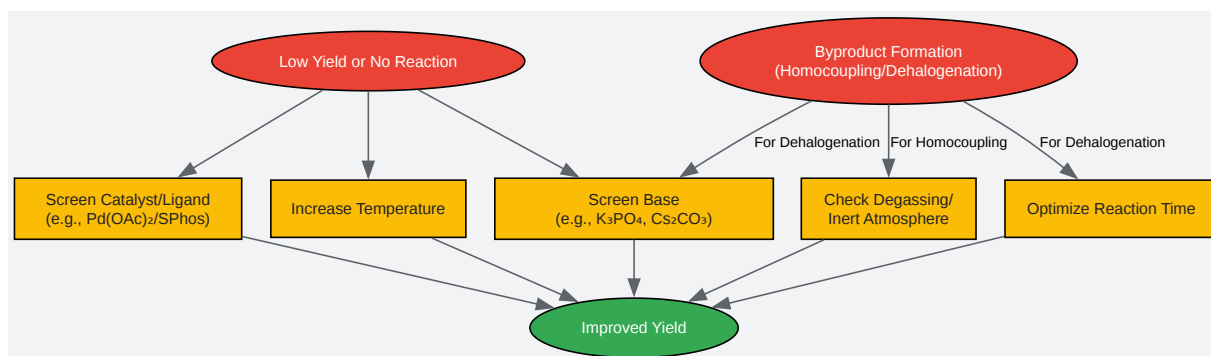 Low Yield or No Reaction
Byproduct Formation
(Homocoupling/Dehalogenation)
For Dehalogenation
For Homocoupling
For Dehalogenation
Screen Catalyst/Ligand
(e.g., Pd(OAc)₂/SPhos)
Increase Temperature
Screen Base
(e.g., K₃PO₄, Cs₂CO₃)
Check Degassing/
Inert Atmosphere
Optimize Reaction Time
Improved Yield